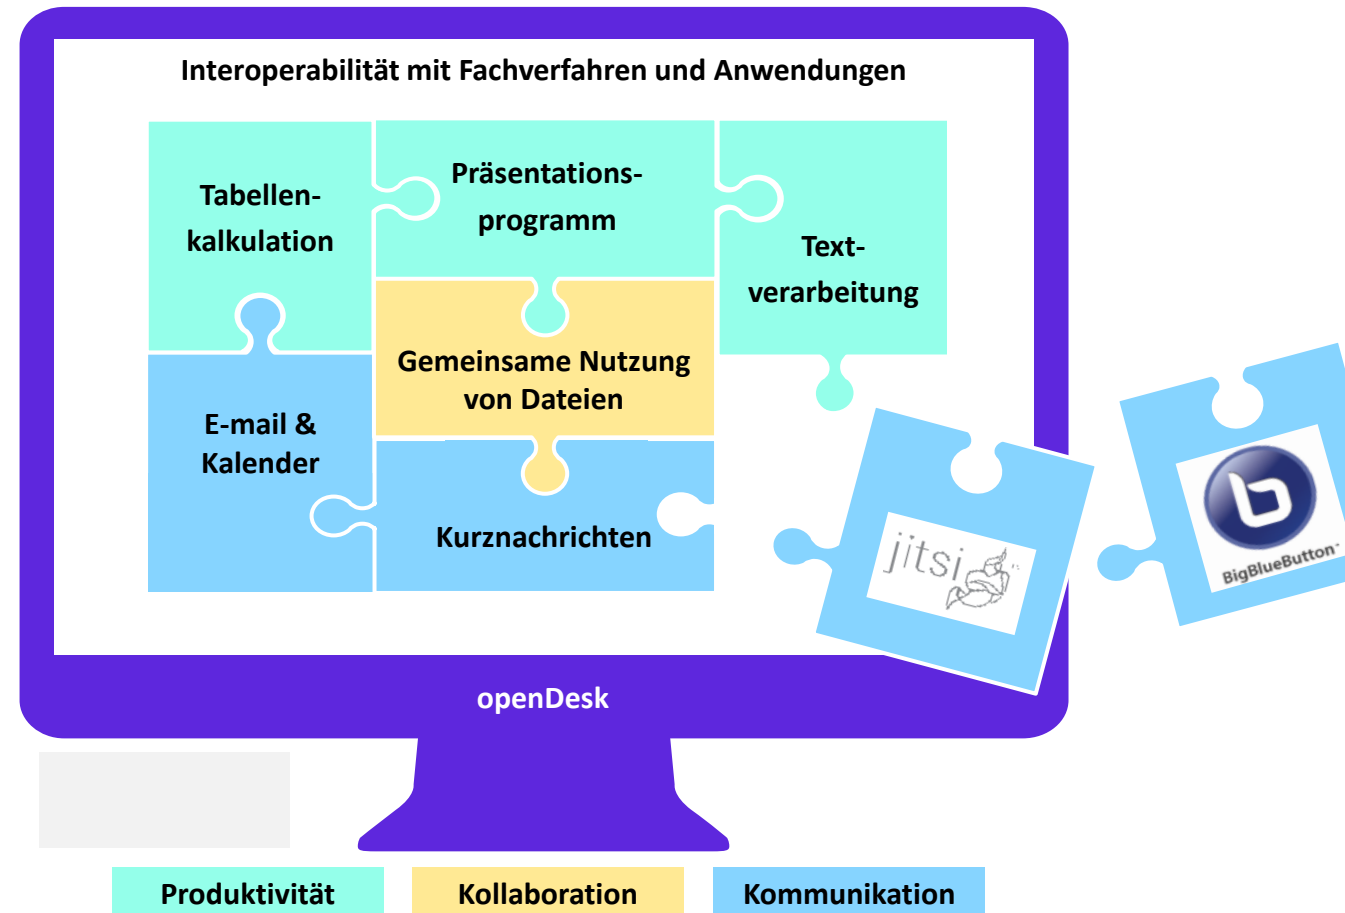 Interoperabilität mit Fachverfahren und Anwendungen
Tabellen-
kalkulation
Präsentations-
programm
Text-
verarbeitung
Gemeinsame Nutzung
von Dateien
E-mail &
Kalender
Kurznachrichten
jitsi
BigBlueButton™
openDesk
Produktivität
Kollaboration
Kommunikation